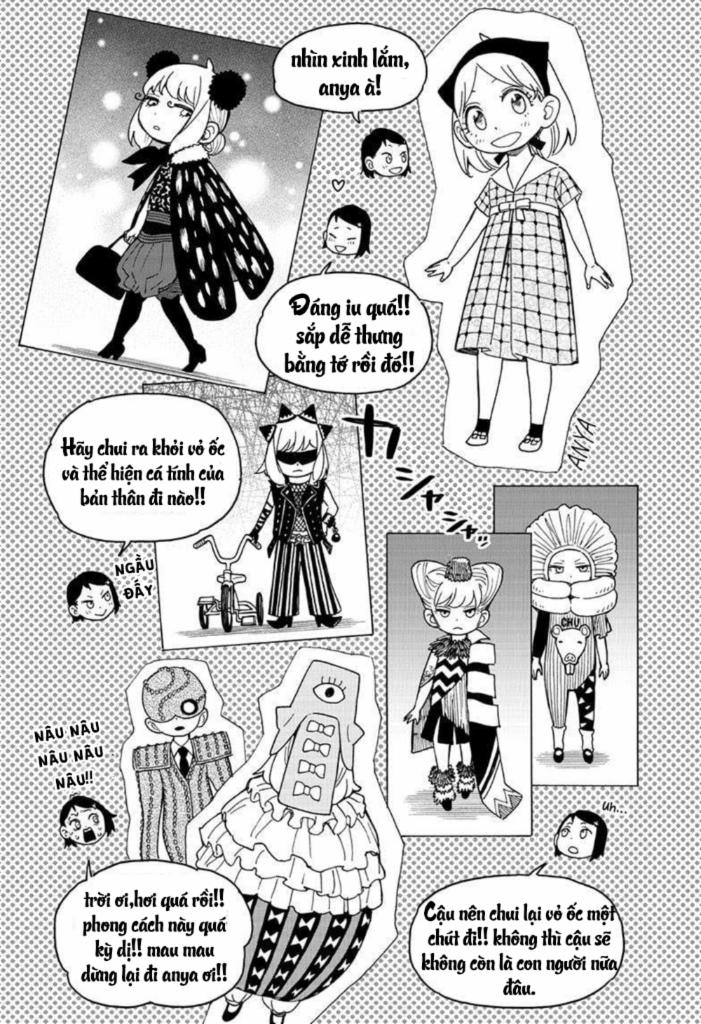 nhìn xinh lắm,
anya à!
Đáng iu quá!!
sắp dễ thưng
bằng tớ rồi đó!!
ANYA
Hãy chui ra khỏi vỏ ốc
và thể hiện cá tính của
bản thân đi nào!!
NGẦU
ĐẤY
カシャシャッ
CHU
NÂU NÂU
NÂU NÂU
NÂU!!
uh...
trời ơi,hơi quá rồi!!
phong cách này quá
kỳ dị!! mau mau
dừng lại đi anya ơi!!
Cậu nên chui lại vỏ ốc một
chút đi!! không thì cậu sẽ
không còn là con người nữa
đâu.